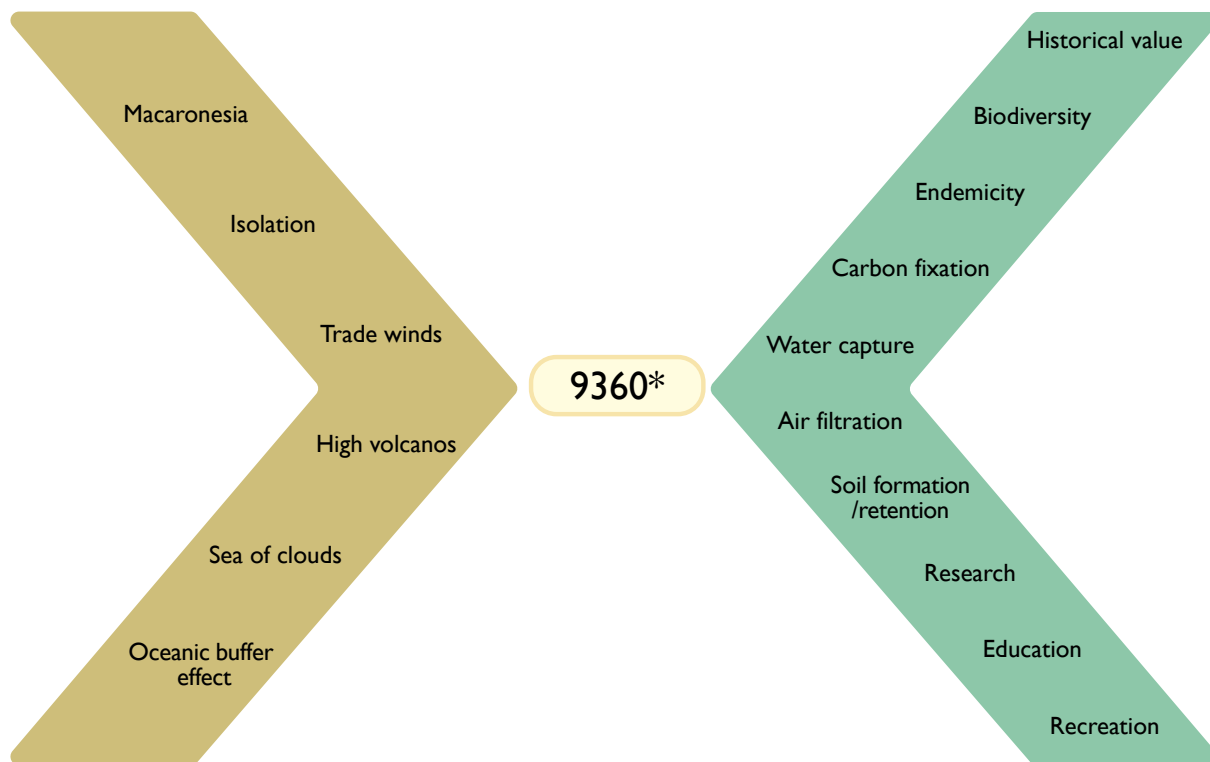 Macaronesia
Isolation
Trade winds
High volcanos
Sea of clouds
Oceanic buffer
effect
9360*
Historical value
Biodiversity
Endemicity
Carbon fixation
Water capture
Air filtration
Soil formation
/retention
Research
Education
Recreation